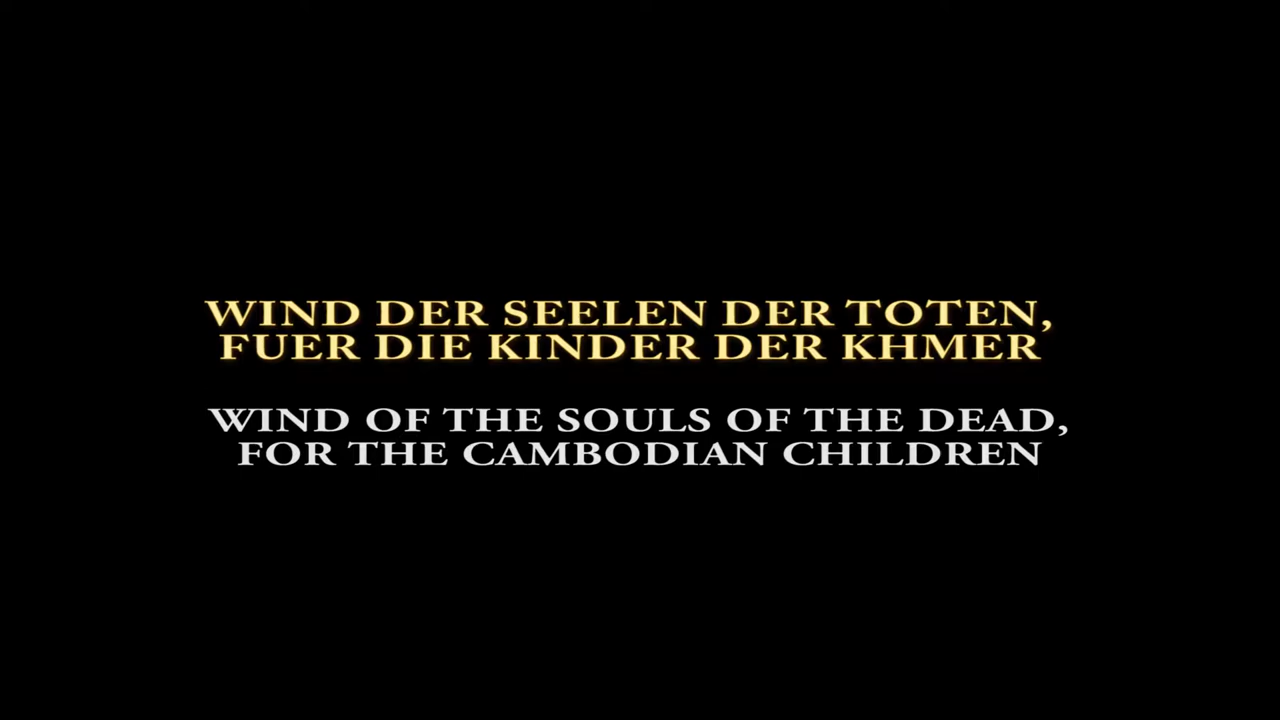 WIND DER SEELEN DER TOTEN,
FUER DIE KINDER DER KHMER
WIND OF THE SOULS OF THE DEAD,
FOR THE CAMBODIAN CHILDREN